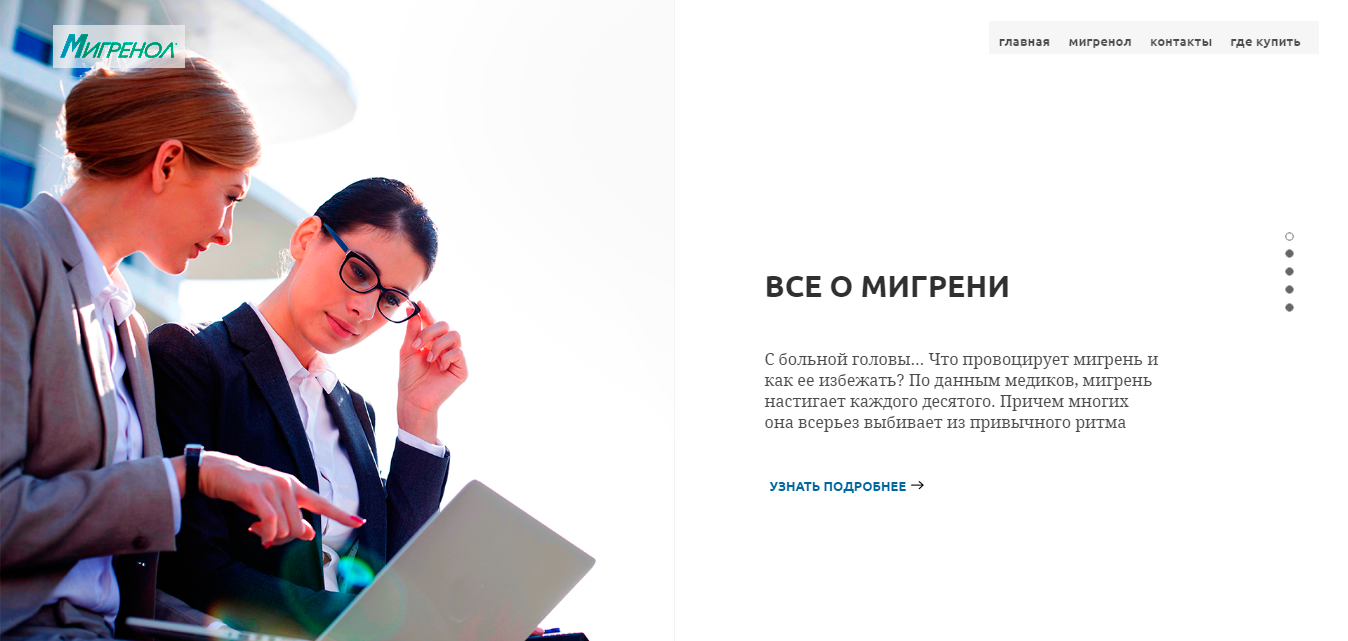 Мигренол
главная мигренол контакты где купить
ВСЕ О МИГРЕНИ
С больной головы... Что провоцирует мигрень и
как ее избежать? По данным медиков, мигрень
настигает каждого десятого. Причем многих
она всерьез выбивает из привычного ритма
УЗНАТЬ ПОДРОБНЕЕ →